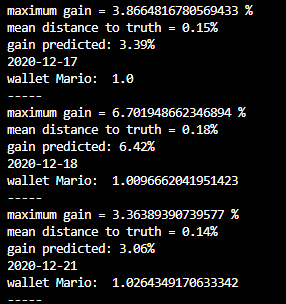 maximum gain = 3.8664816780569433 %
mean distance to truth = 0.15%
gain predicted: 3.39%
2020-12-17
wallet Mario:  1.0
-----
maximum gain = 6.701948662346894 %
mean distance to truth = 0.18%
gain predicted: 6.42%
2020-12-18
wallet Mario:  1.0096662041951423
-----
maximum gain = 3.36389390739577 %
mean distance to truth = 0.14%
gain predicted: 3.06%
2020-12-21
wallet Mario:  1.0264349170633342
-----